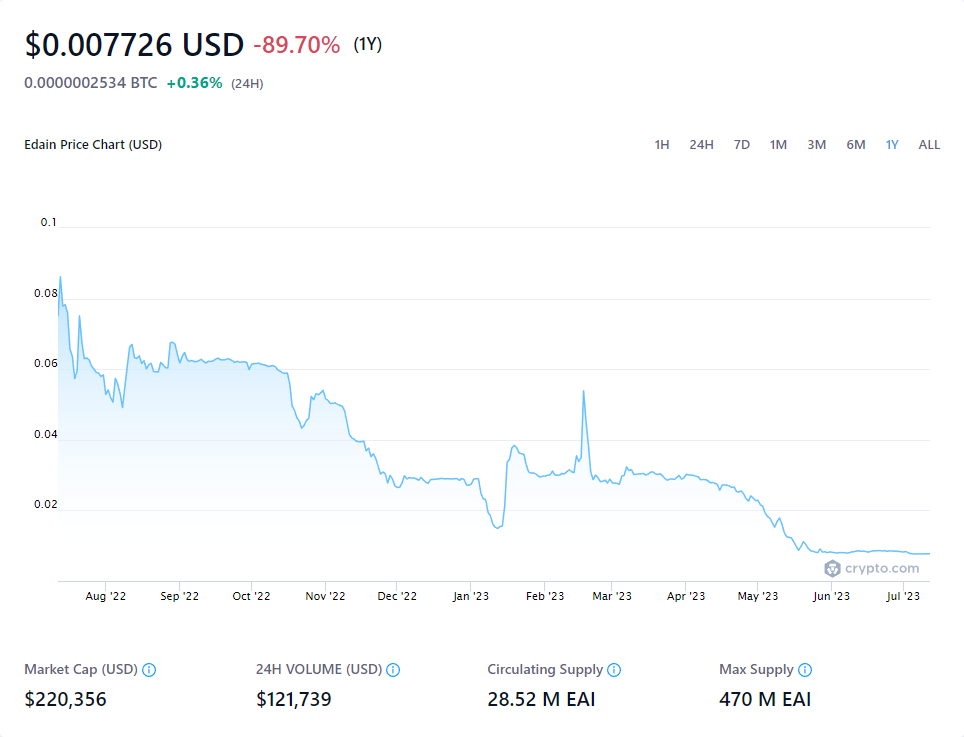 $0.007726 USD -89.70% (1Y)
0.0000002534 BTC +0.36% (24H)
Edain Price Chart (USD) 1H 24H 7D 1M 3M 6M 1Y ALL
0.1
0.08
0.06
0.04
0.02
crypto.com
Aug '22 Sep '22 Oct '22 Nov '22 Dec '22 Jan '23 Feb '23 Mar '23 Apr '23 May '23 Jun '23 Jul '23
Market Cap (USD) 24H VOLUME (USD) Circulating Supply Max Supply
$220,356 $121,739 28.52 M EAI 470 M EAI